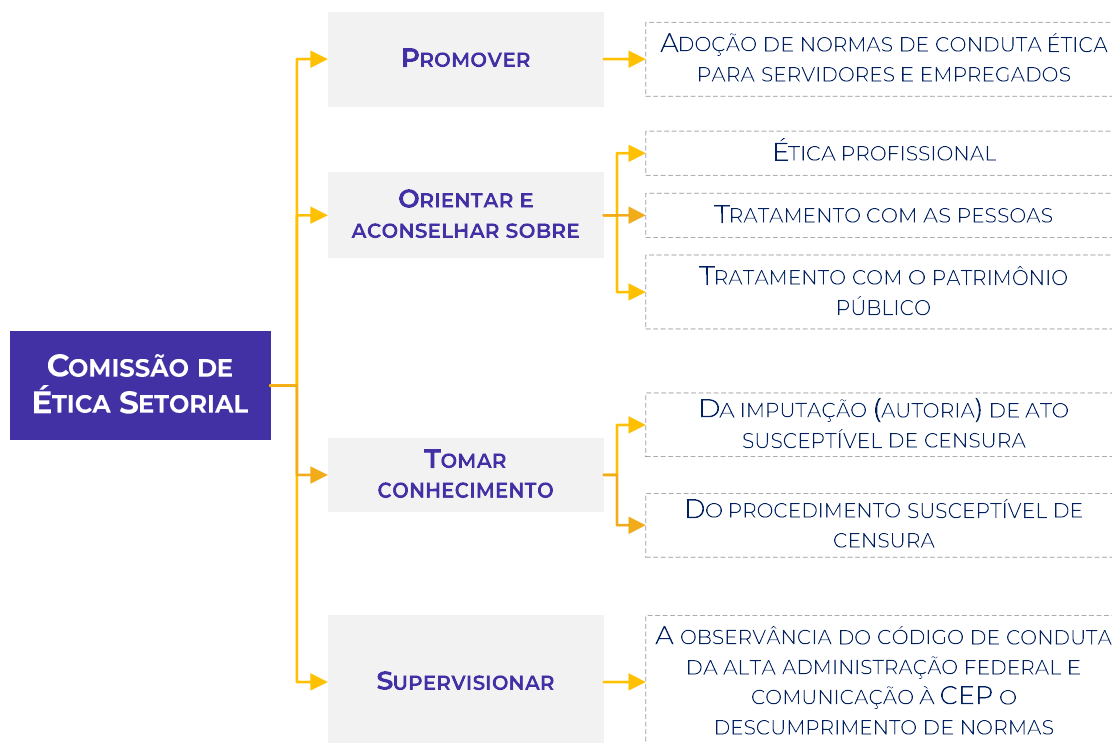 COMISSÃO DE
ÉTICA SETORIAL
PROMOVER
ADOÇÃO DE NORMAS DE CONDUTA ÉTICA
PARA SERVIDORES E EMPREGADOS
ORIENTAR E
ACONSELHAR SOBRE
ÉTICA PROFISSIONAL
TRATAMENTO COM AS PESSOAS
TRATAMENTO COM O PATRIMÔNIO
PÚBLICO
TOMAR
CONHECIMENTO
DA IMPUTAÇÃO (AUTORIA) DE ATO
SUSCEPTÍVEL DE CENSURA
DO PROCEDIMENTO SUSCEPTÍVEL DE
CENSURA
SUPERVISIONAR
A OBSERVÂNCIA DO CÓDIGO DE CONDUTA
DA ALTA ADMINISTRAÇÃO FEDERAL E
COMUNICAÇÃO À CEP O
DESCUMPRIMENTO DE NORMAS